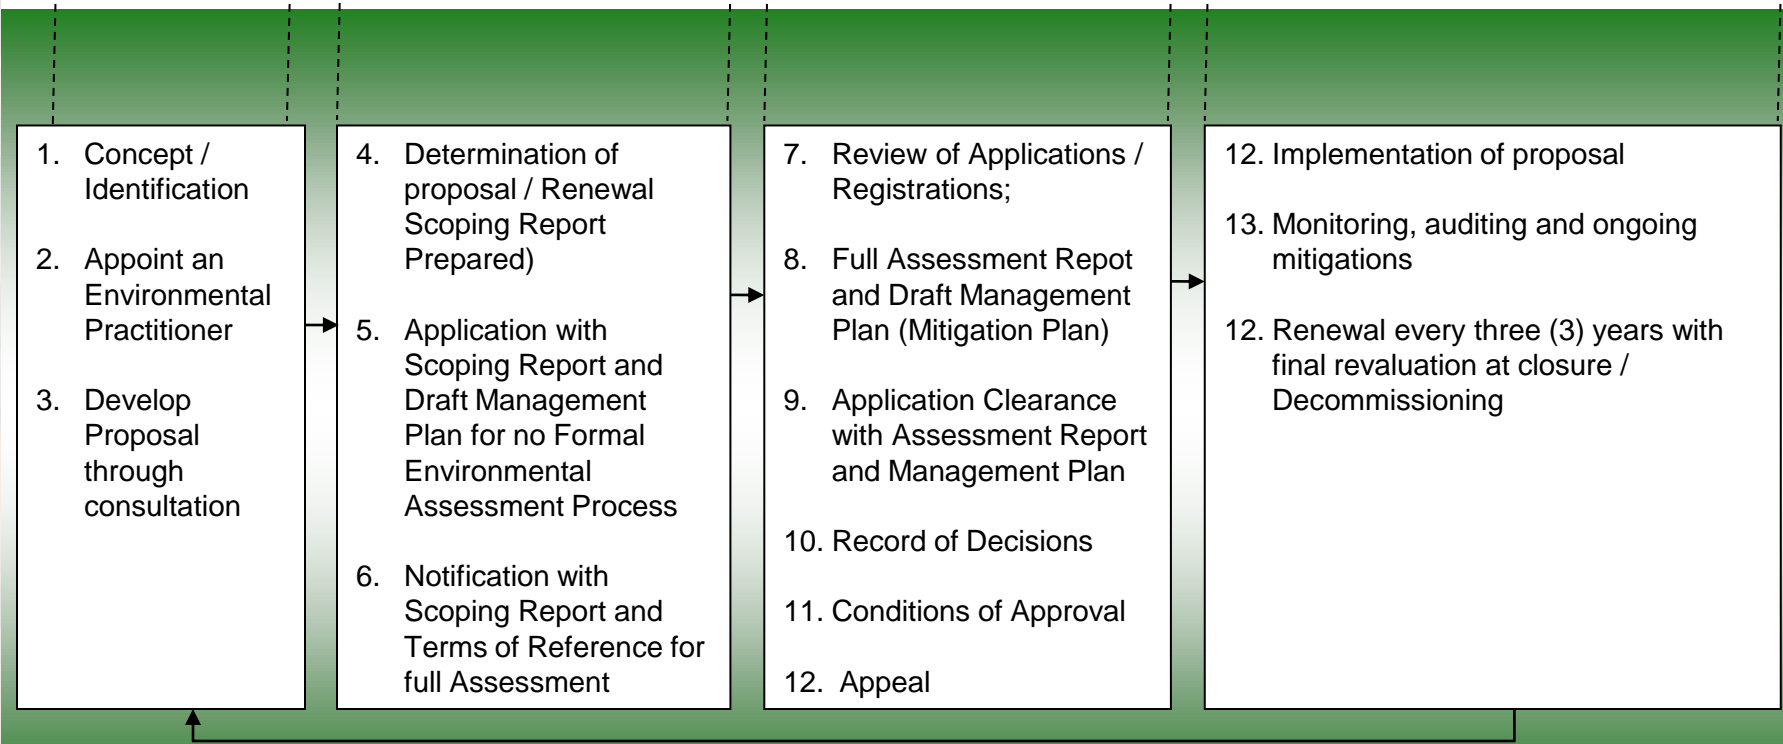 1. Concept /
Identification
2. Appoint an
Environmental
Practitioner
3. Develop
Proposal
through
consultation
4. Determination of
proposal / Renewal
Scoping Report
Prepared)
5. Application with
Scoping Report and
Draft Management
Plan for no Formal
Environmental
Assessment Process
6. Notification with
Scoping Report and
Terms of Reference for
full Assessment
7. Review of Applications /
Registrations;
8. Full Assessment Repot
and Draft Management
Plan (Mitigation Plan)
9. Application Clearance
with Assessment Report
and Management Plan
10. Record of Decisions
11. Conditions of Approval
12. Appeal
12. Implementation of proposal
13. Monitoring, auditing and ongoing
mitigations
12. Renewal every three (3) years with
final revaluation at closure /
Decommissioning